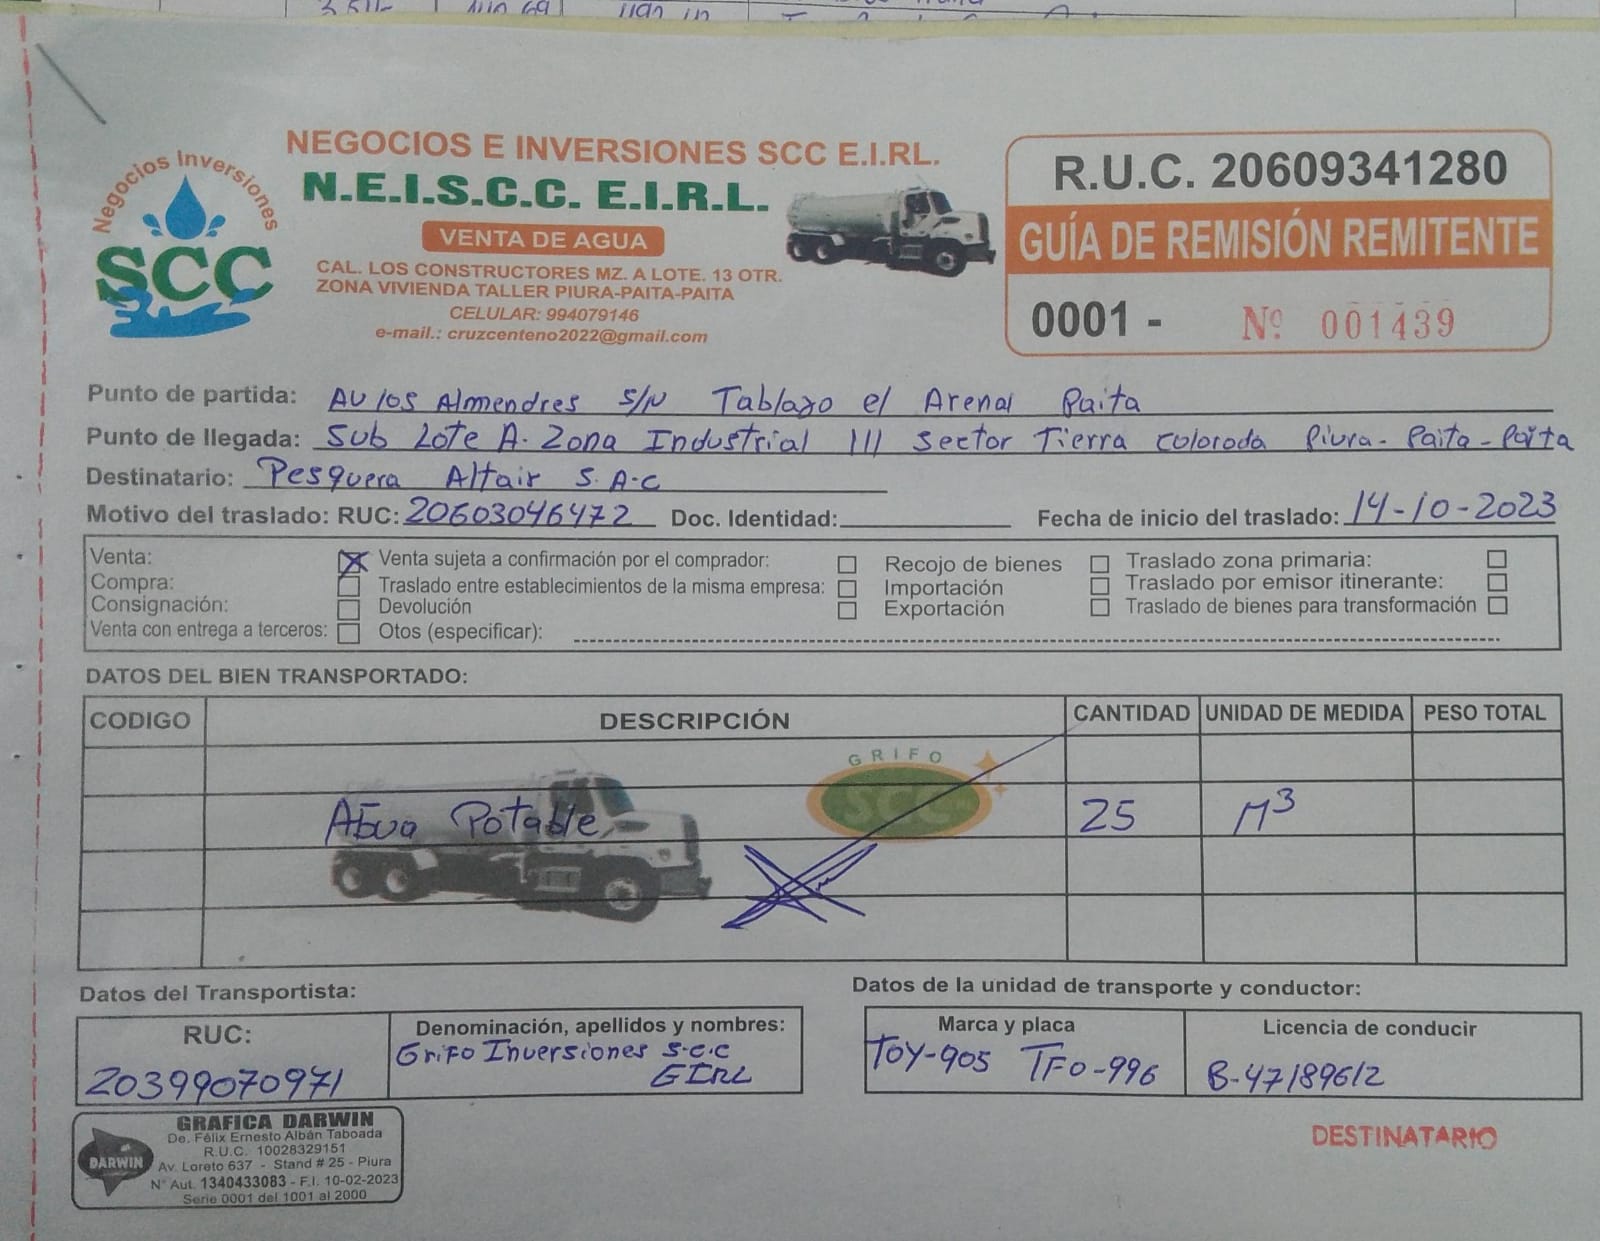 Negocios Inversiones
SCC
NEGOCIOS E INVERSIONES SCC E.I.RL.
N.E.I.S.C.C. E.I.R.L.
VENTA DE AGUA
CAL. LOS CONSTRUCTORES MZ. A LOTE. 13 OTR.
ZONA VIVIENDA TALLER PIURA-PAITA-PAITA
CELULAR: 994079146
e-mail.: cruzcenteno2022@gmail.com
R.U.C. 20609341280
GUÍA DE REMISIÓN REMITENTE
0001 - Nº 001439
Punto de partida: AV los Almendres S/N Tablazo el Arenal Paita
Punto de llegada: Sub Lote A. Zona Industrial III Sector Tierra Coloroda Piura-Paita-Paita
Destinatario: Pesquera Altair S.A.C
Motivo del traslado: RUC: 20603046472 Doc. Identidad: Fecha de inicio del traslado: 14-10-2023
Venta: X Venta sujeta a confirmación por el comprador: Recojo de bienes Traslado zona primaria:
Compra: Traslado entre establecimientos de la misma empresa: Importación Traslado por emisor itinerante:
Consignación: Devolución Exportación Traslado de bienes para transformación
Venta con entrega a terceros: Otos (especificar):
DATOS DEL BIEN TRANSPORTADO:
CODIGO DESCRIPCIÓN CANTIDAD UNIDAD DE MEDIDA PESO TOTAL
GRIFO
SCC
Agua Potable 25 M³
Datos del Transportista: Datos de la unidad de transporte y conductor:
RUC: Denominación, apellidos y nombres: Marca y placa Licencia de conducir
20399070971 Grifo Inversiones S.C.C EIRL TOY-905 TFO-996 B-47189612
GRAFICA DARWIN
De. Félix Ernesto Albán Taboada
R.U.C. 10028329151
DARWIN Av. Loreto 637 - Stand # 25 - Piura
N° Aut. 1340433083 - F.I. 10-02-2023
Serie 0001 del 1001 al 2000
DESTINATARIO